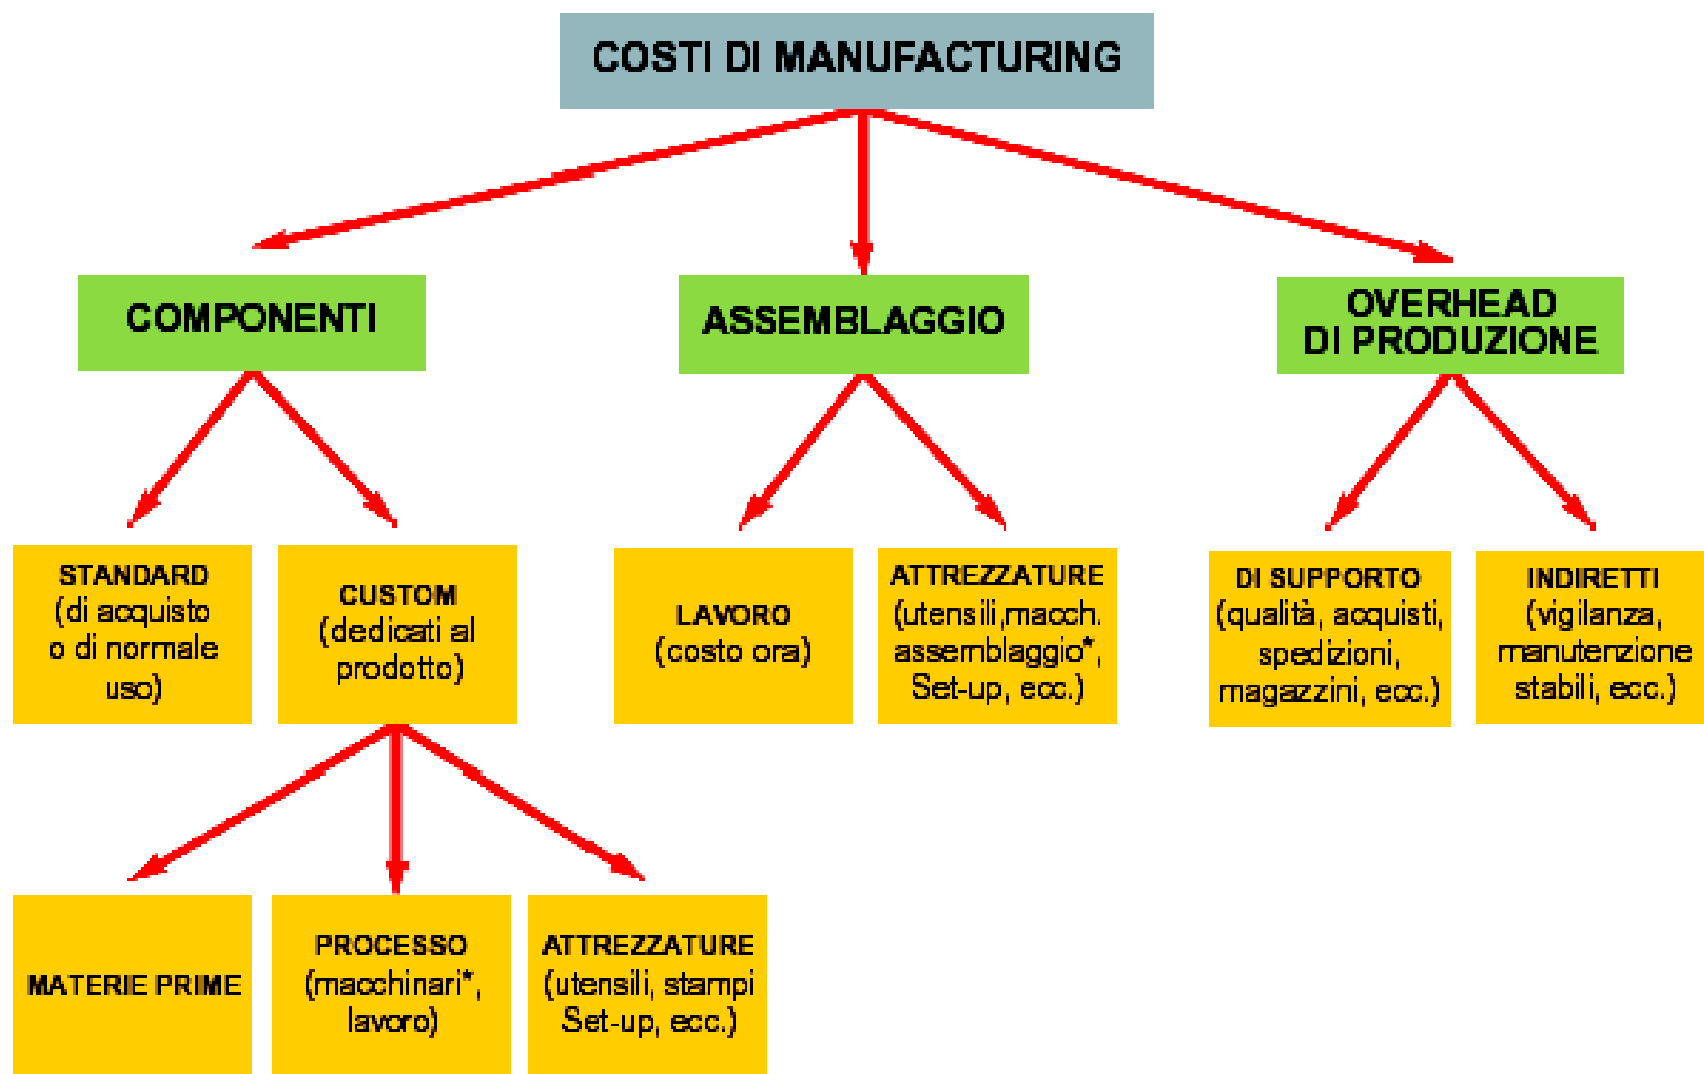 COSTI DI MANUFACTURING
COMPONENTI
ASSEMBLAGGIO
OVERHEAD
DI PRODUZIONE
STANDARD
(di acquisto
o di normale
uso)
CUSTOM
(dedicati al
prodotto)
LAVORO
(costo ora)
ATTREZZATURE
(utensili,macch.
assemblaggio*,
Set-up, ecc.)
DI SUPPORTO
(qualità, acquisti,
spedizioni,
magazzini, ecc.)
INDIRETTI
(vigilanza,
manutenzione
stabili, ecc.)
MATERIE PRIME
PROCESSO
(macchinari*,
lavoro)
ATTREZZATURE
(utensili, stampi
Set-up, ecc.)